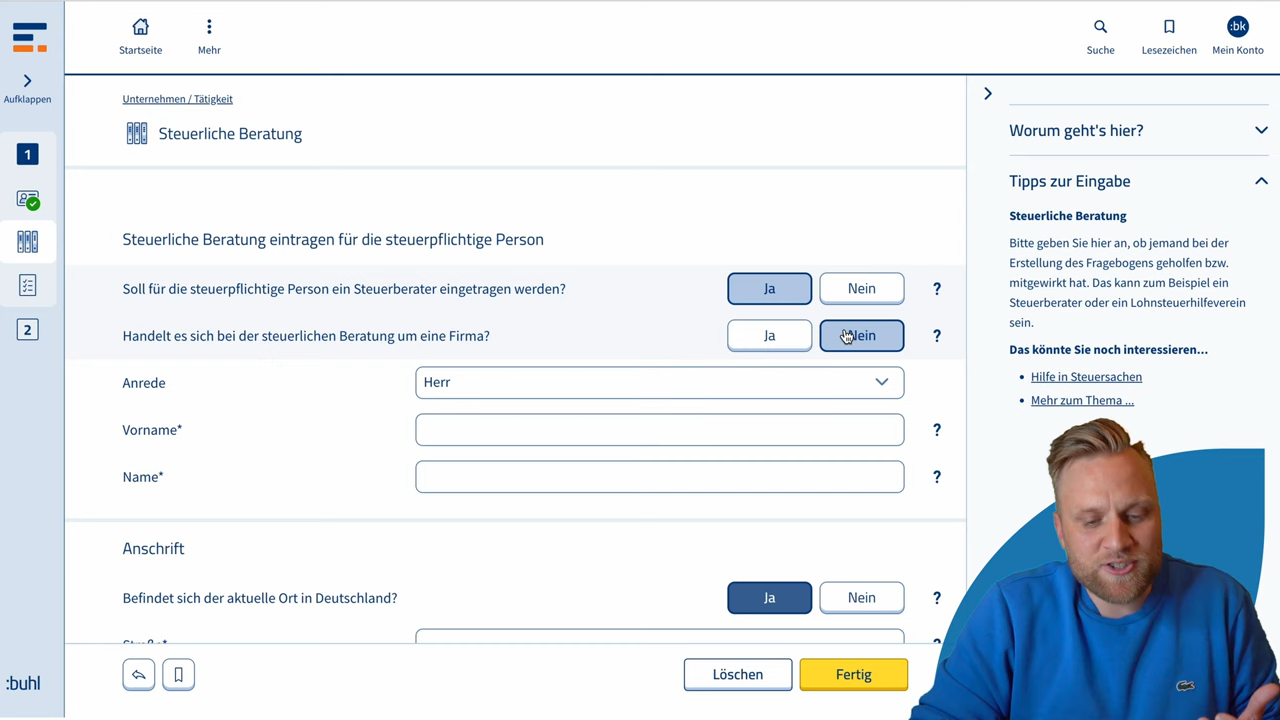 Startseite
Mehr
Suche
Lesezeichen
:bk
Mein Konto
Aufklappen
1
2
:buhl
Unternehmen / Tätigkeit
Steuerliche Beratung
Steuerliche Beratung eintragen für die steuerpflichtige Person
Soll für die steuerpflichtige Person ein Steuerberater eingetragen werden?
Ja
Nein
?
Handelt es sich bei der steuerlichen Beratung um eine Firma?
Ja
Nein
?
Anrede
Herr
Vorname*
?
Name*
?
Anschrift
Befindet sich der aktuelle Ort in Deutschland?
Ja
Nein
?
Straße*
?
Löschen
Fertig
Worum geht's hier?
Tipps zur Eingabe
Steuerliche Beratung
Bitte geben Sie hier an, ob jemand bei der
Erstellung des Fragebogens geholfen bzw.
mitgewirkt hat. Das kann zum Beispiel ein
Steuerberater oder ein Lohnsteuerhilfeverein
sein.
Das könnte Sie noch interessieren...
• Hilfe in Steuersachen
• Mehr zum Thema ...